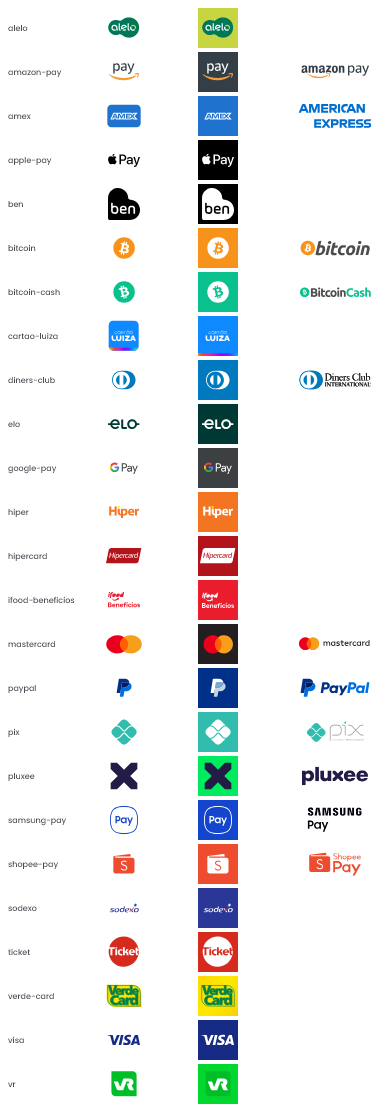 alelo alelo alelo
amazon-pay pay pay amazon pay
amex AMEX AMEX AMERICAN
EXPRESS
apple-pay Pay Pay
ben ben ben
bitcoin bitcoin
bitcoin-cash BitcoinCash
cartao-luiza cartão LUIZA cartão LUIZA
diners-club Diners Club
INTERNATIONAL
elo elo elo
google-pay G Pay G Pay
hiper Hiper Hiper
hipercard Hipercard Hipercard
ifood-benefícios ifood ifood
Benefícios Benefícios
mastercard mastercard
paypal PayPal
pix pix
pluxee pluxee
samsung-pay Pay Pay SAMSUNG
Pay
shopee-pay S S S Shopee
Pay
sodexo sodexo sodexo
ticket Ticket Ticket
verde-card Verde Verde
Card Card
visa VISA VISA
vr VR VR